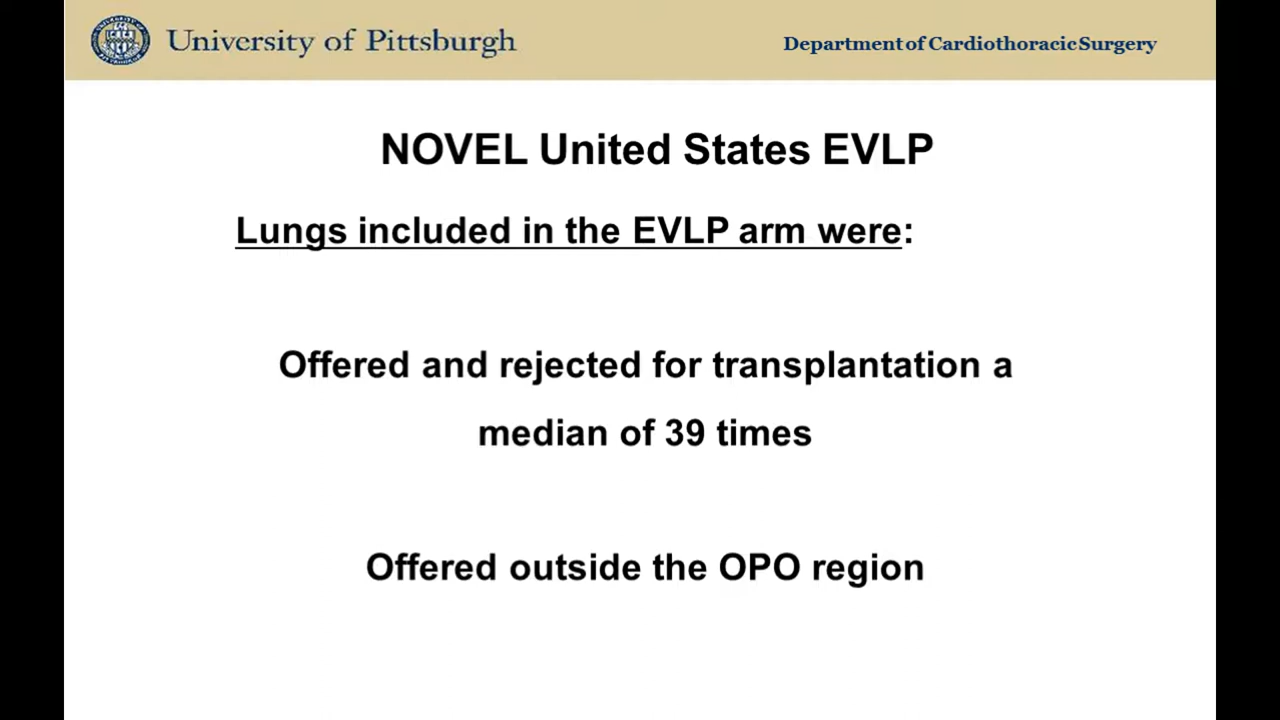 University of Pittsburgh
Department of Cardiothoracic Surgery
NOVEL United States EVLP
Lungs included in the EVLP arm were:
Offered and rejected for transplantation a
median of 39 times
Offered outside the OPO region